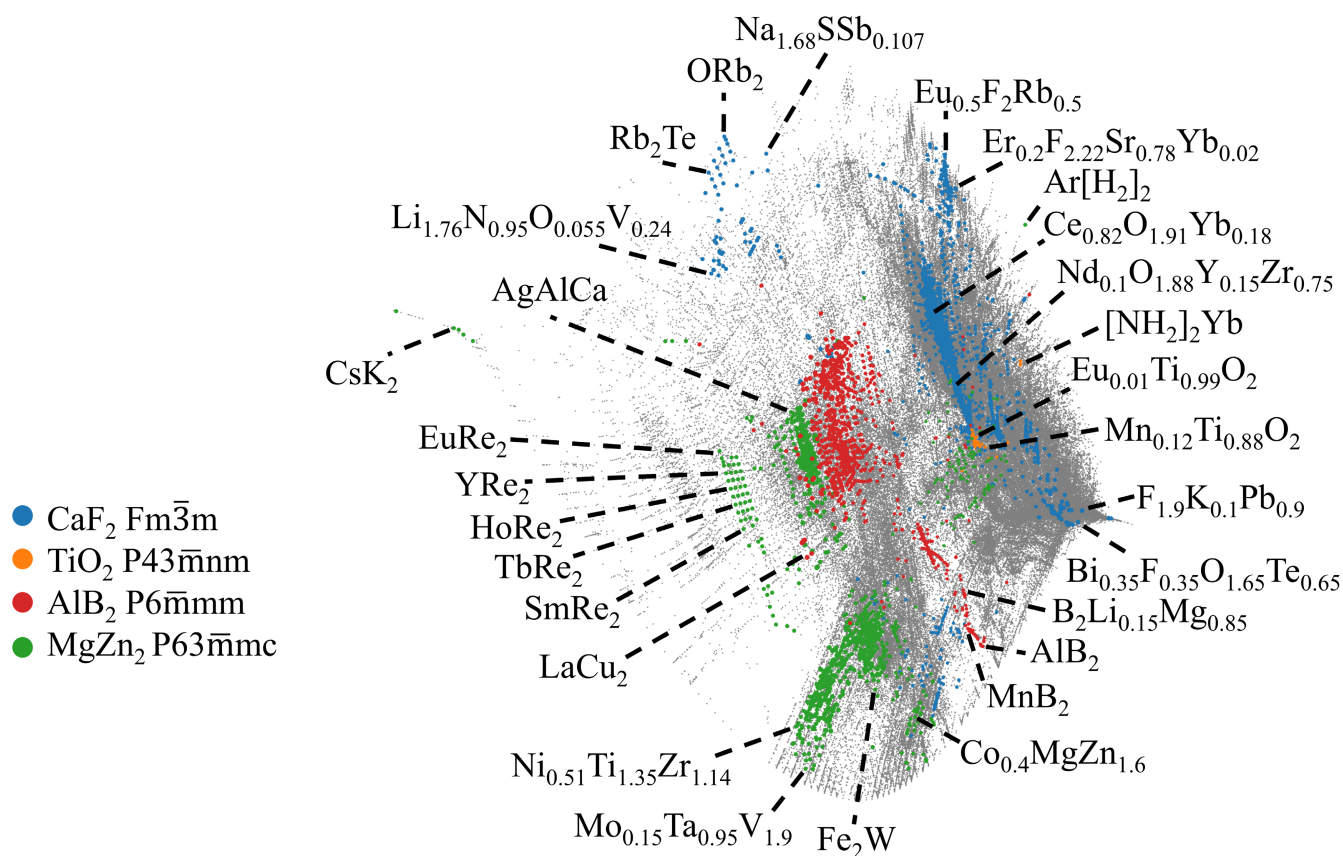 Na₁.₆₈SSb₀.₁₀₇
ORb₂
Eu₀.₅F₂Rb₀.₅
Rb₂Te
Er₀.₂F₂.₂₂Sr₀.₇₈Yb₀.₀₂
Ar[H₂]₂
Li₁.₇₆N₀.₉₅O₀.₀₅₅V₀.₂₄
Ce₀.₈₂O₁.₉₁Yb₀.₁₈
Nd₀.₁O₁.₈₈Y₀.₁₅Zr₀.₇₅
AgAlCa
[NH₂]₂Yb
CsK₂
Eu₀.₀₁Ti₀.₉₉O₂
EuRe₂
Mn₀.₁₂Ti₀.₈₈O₂
YRe₂
F₁.₉K₀.₁Pb₀.₉
HoRe₂
TbRe₂
Bi₀.₃₅F₀.₃₅O₁.₆₅Te₀.₆₅
SmRe₂
B₂Li₀.₁₅Mg₀.₈₅
LaCu₂
AlB₂
MnB₂
Co₀.₄MgZn₁.₆
Ni₀.₅₁Ti₁.₃₅Zr₁.₁₄
Mo₀.₁₅Ta₀.₉₅V₁.₉
Fe₂W
CaF₂ Fm3̅m
TiO₂ P43̅m̅nm
AlB₂ P6̅m̅mm
MgZn₂ P63̅m̅mc